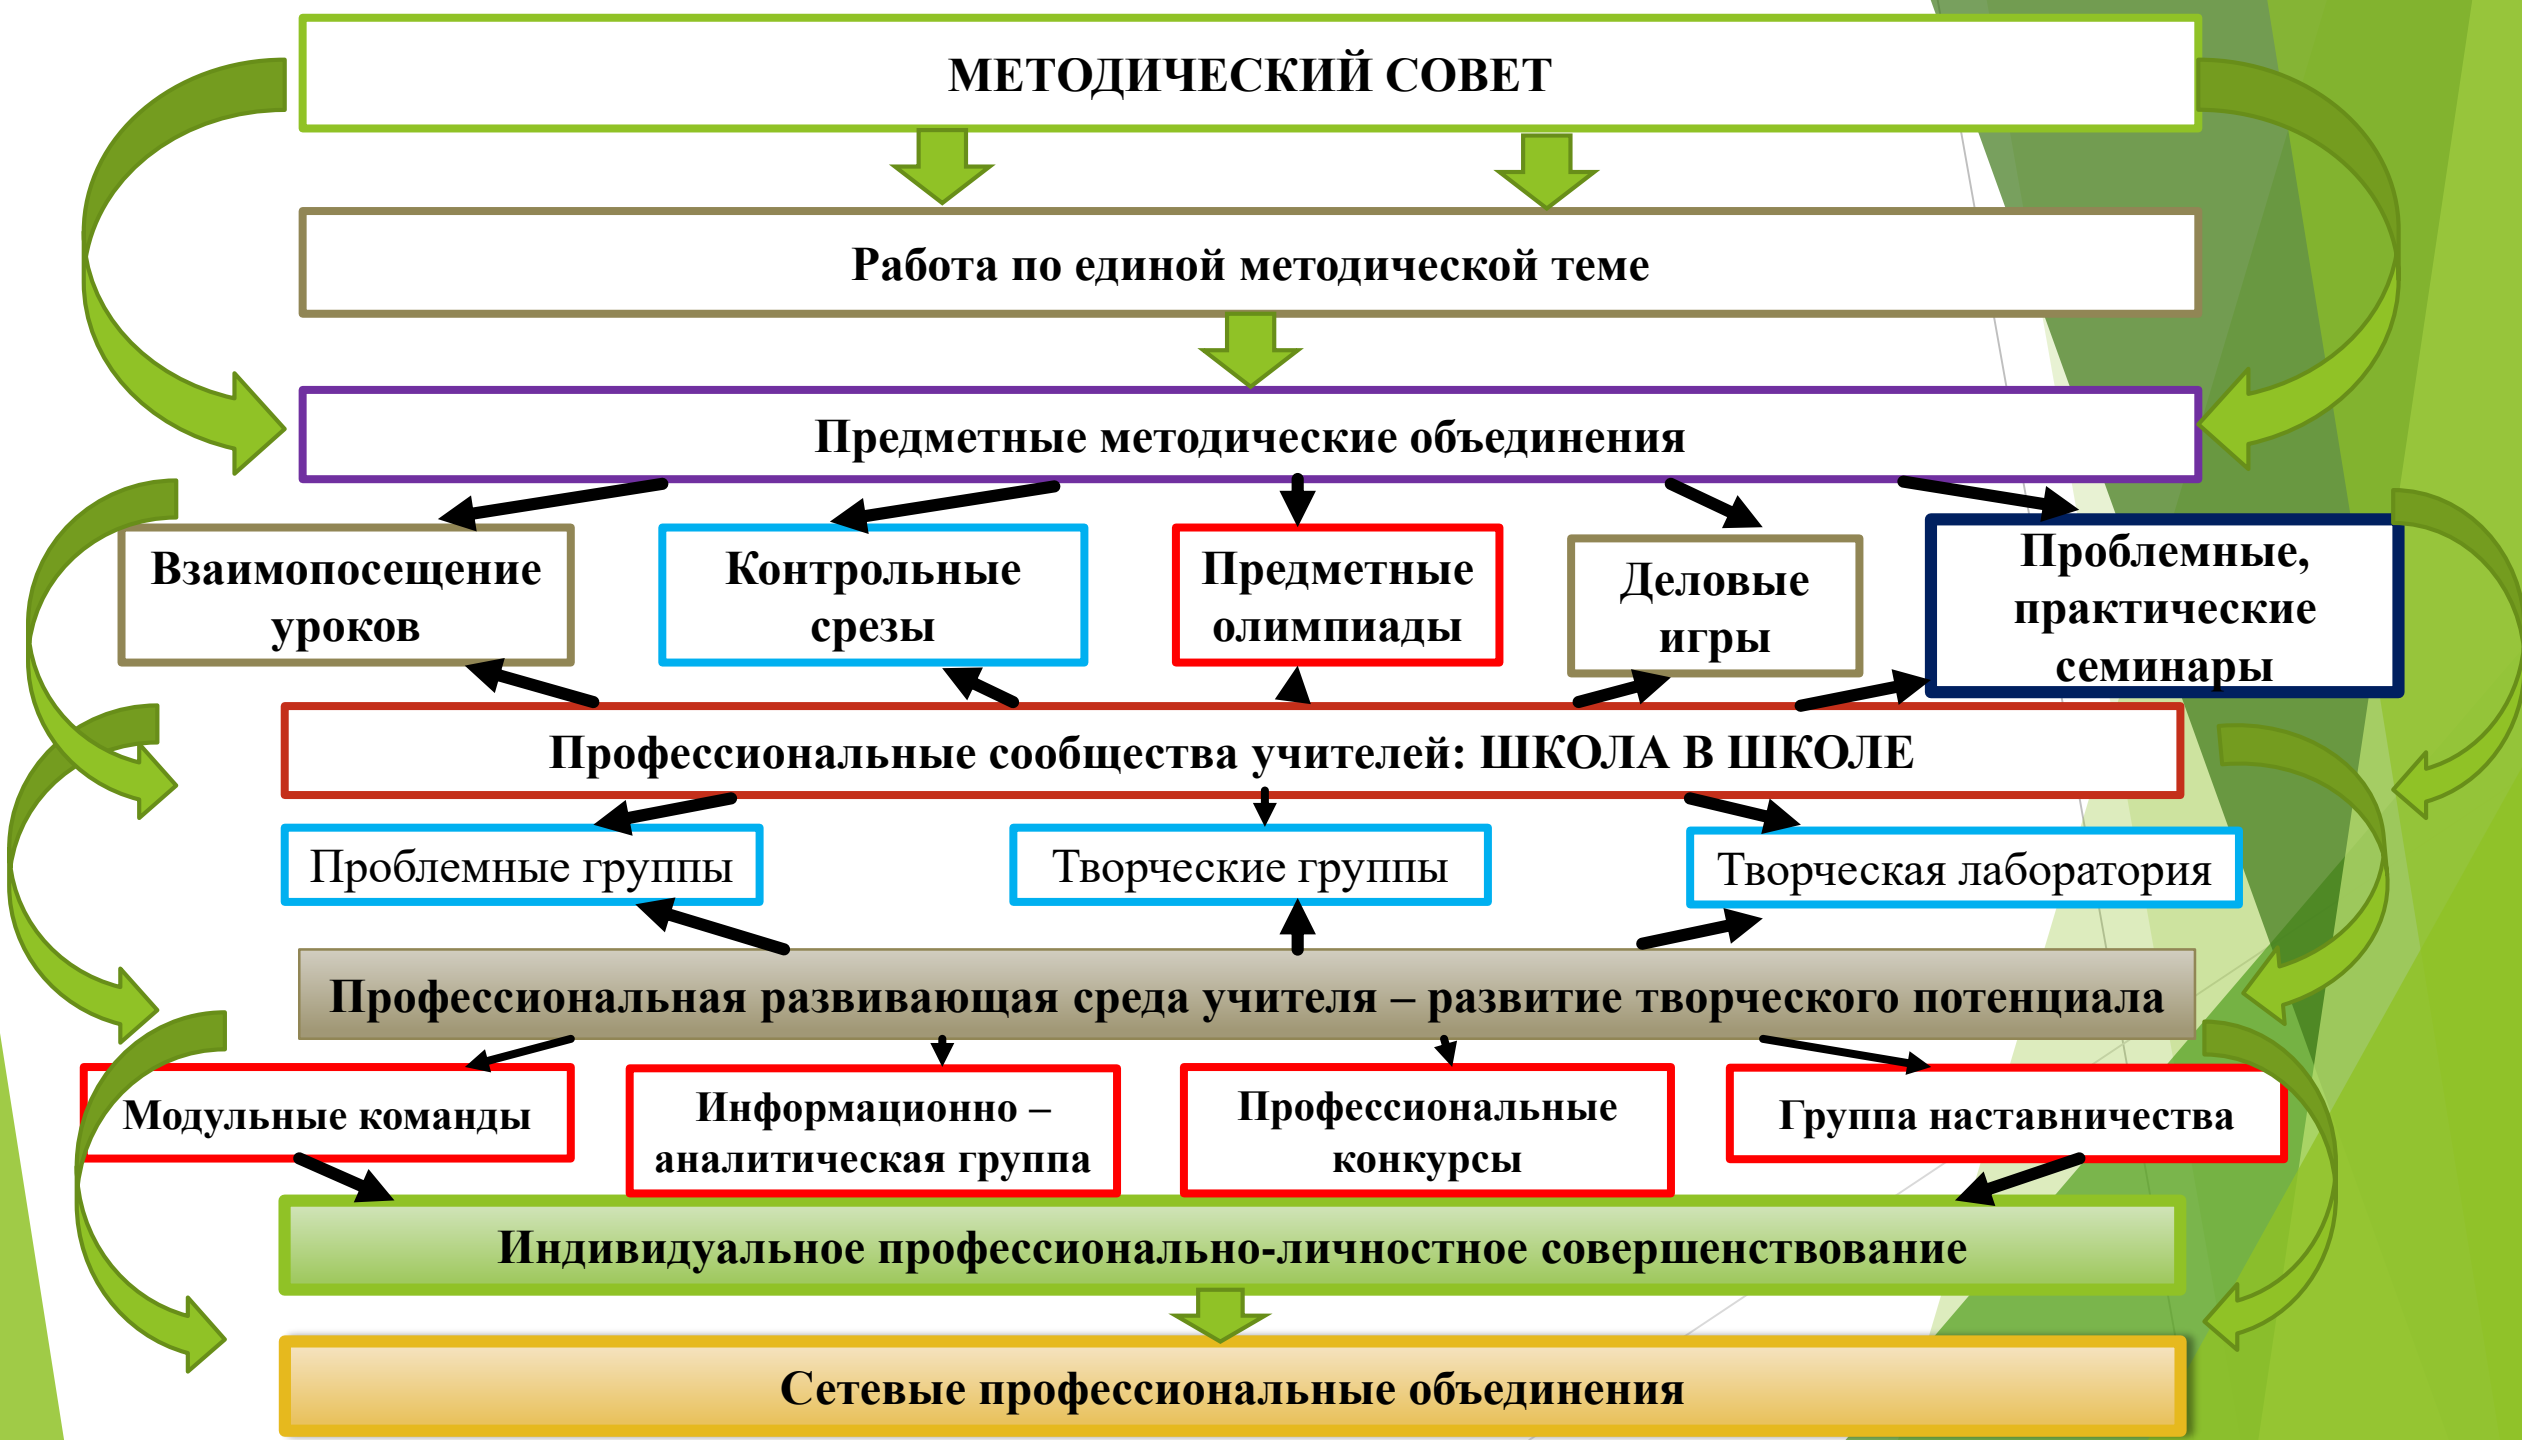 МЕТОДИЧЕСКИЙ СОВЕТ
Работа по единой методической теме
Предметные методические объединения
Взаимопосещение
уроков
Контрольные
срезы
Предметные
олимпиады
Деловые
игры
Проблемные,
практические
семинары
Профессиональные сообщества учителей: ШКОЛА В ШКОЛЕ
Проблемные группы
Творческие группы
Творческая лаборатория
Профессиональная развивающая среда учителя – развитие творческого потенциала
Модульные команды
Информационно –
аналитическая группа
Профессиональные
конкурсы
Группа наставничества
Индивидуальное профессионально-личностное совершенствование
Сетевые профессиональные объединения